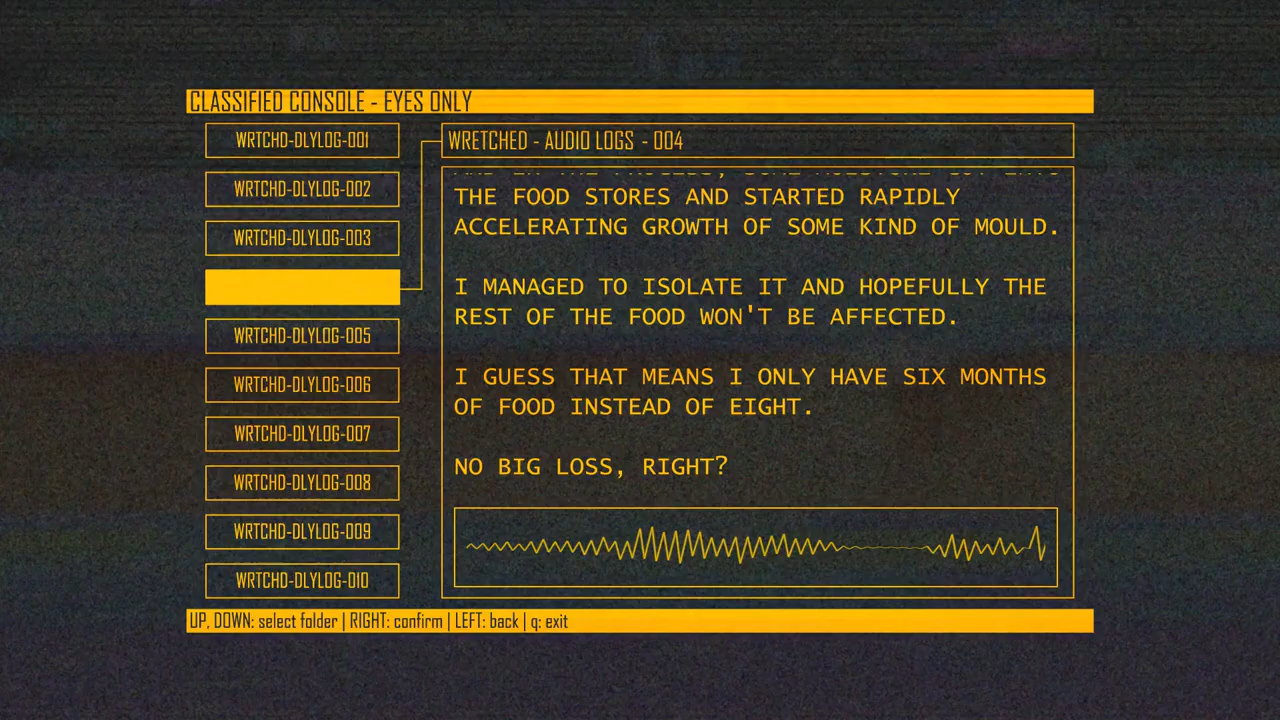 CLASSIFIED CONSOLE - EYES ONLY
WRTCHD-DLYLOG-001
WRTCHD-DLYLOG-002
WRTCHD-DLYLOG-003
WRTCHD-DLYLOG-005
WRTCHD-DLYLOG-006
WRTCHD-DLYLOG-007
WRTCHD-DLYLOG-008
WRTCHD-DLYLOG-009
WRTCHD-DLYLOG-010
WRETCHED - AUDIO LOGS - 004
THE FOOD STORES AND STARTED RAPIDLY
ACCELERATING GROWTH OF SOME KIND OF MOULD.
I MANAGED TO ISOLATE IT AND HOPEFULLY THE
REST OF THE FOOD WON'T BE AFFECTED.
I GUESS THAT MEANS I ONLY HAVE SIX MONTHS
OF FOOD INSTEAD OF EIGHT.
NO BIG LOSS, RIGHT?
UP, DOWN: select folder | RIGHT: confirm | LEFT: back | q: exit